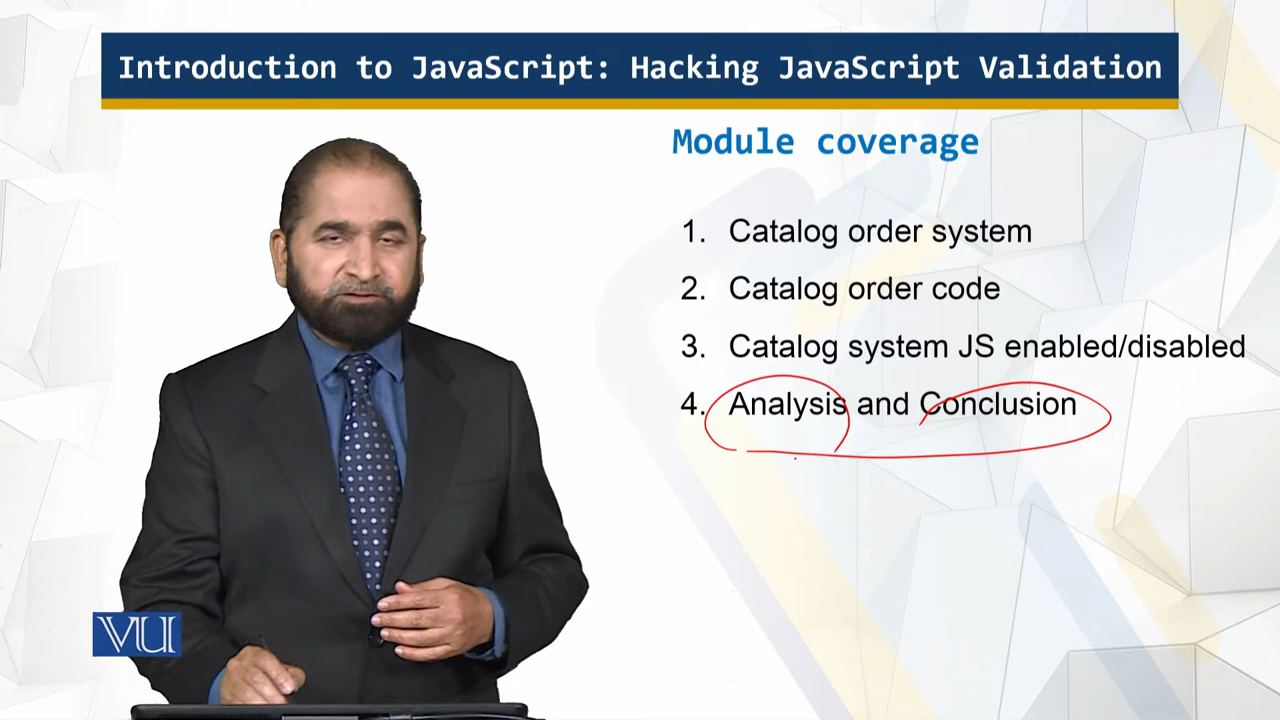 Introduction to JavaScript: Hacking JavaScript Validation
Module coverage
1. Catalog order system
2. Catalog order code
3. Catalog system JS enabled/disabled
4. Analysis and Conclusion
VU